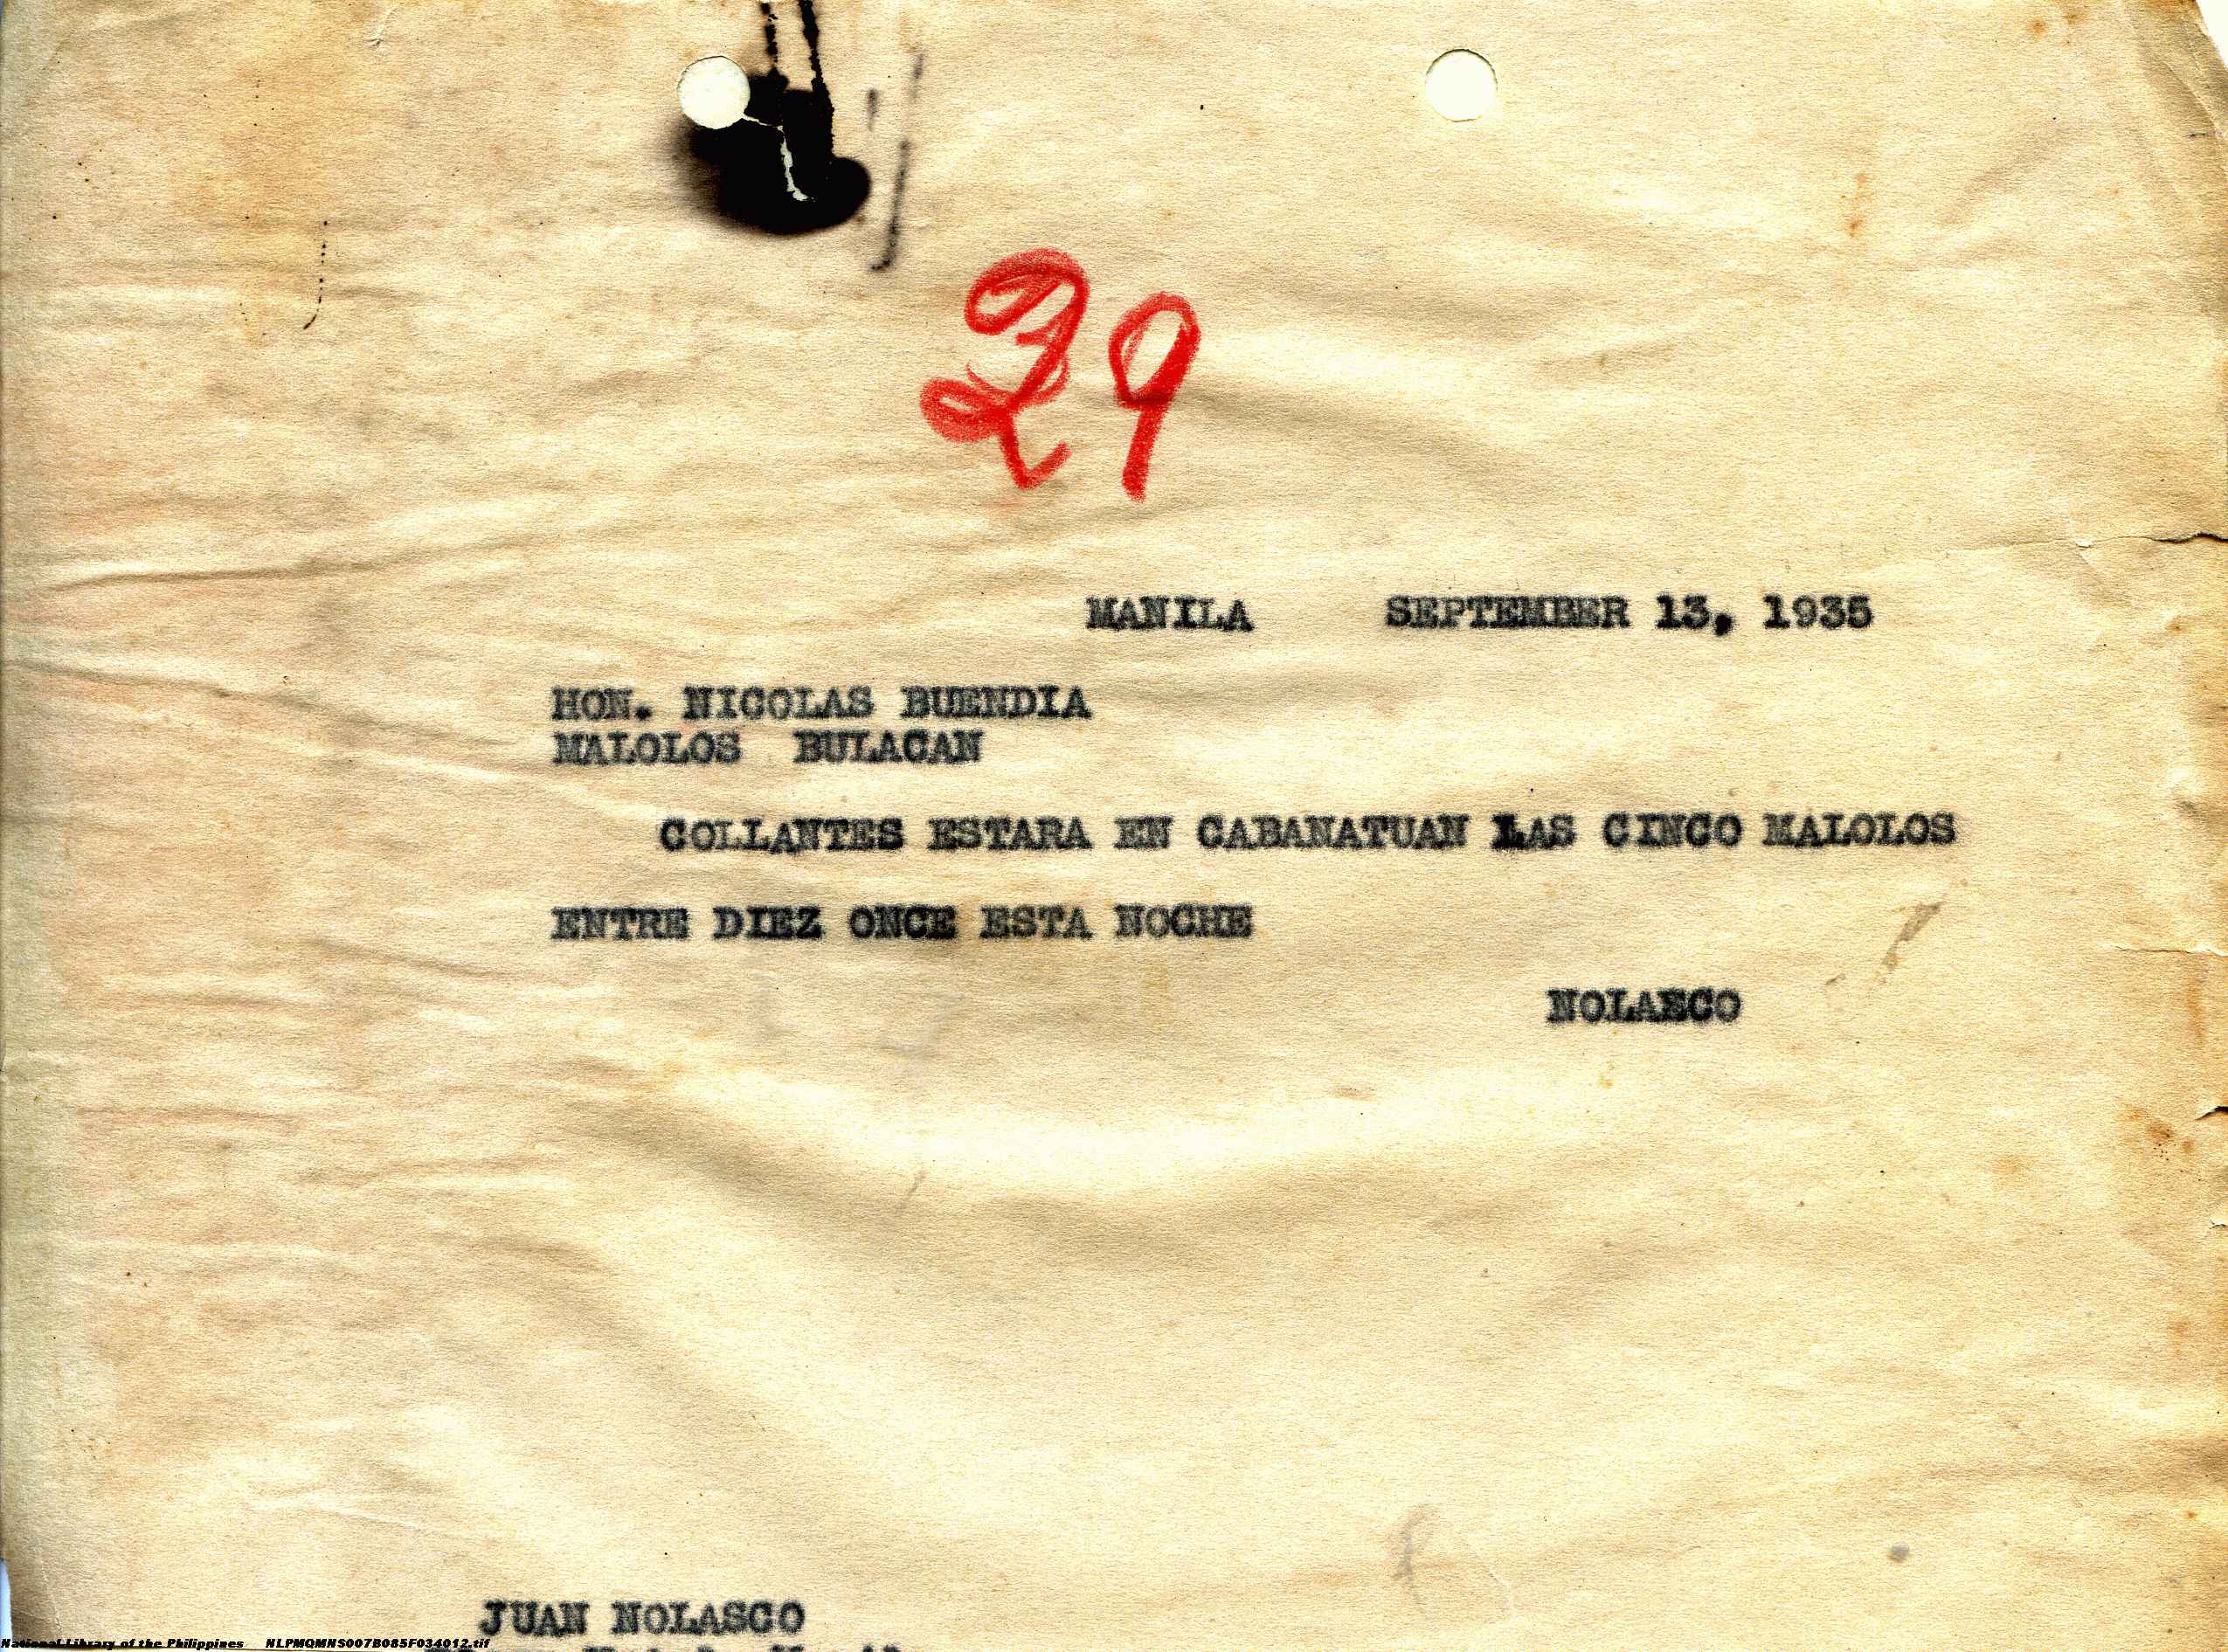 29
MANILA SEPTEMBER 13, 1935
HON. NICOLAS BUENDIA
MALOLOS BULACAN
COLLANTES ESTARA EN CABANATUAN LAS CINCO MALOLOS
ENTRE DIEZ ONCE ESTA NOCHE
NOLASCO
JUAN NOLASCO
National Library of the Philippines NLPMQMNS007B085F034012.tif